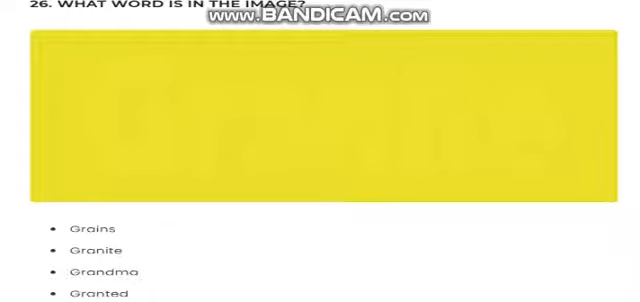 www.BANDICAM.com
26. WHAT WORD IS IN THE IMAGE?
Grains
Granite
Grandma
Granted